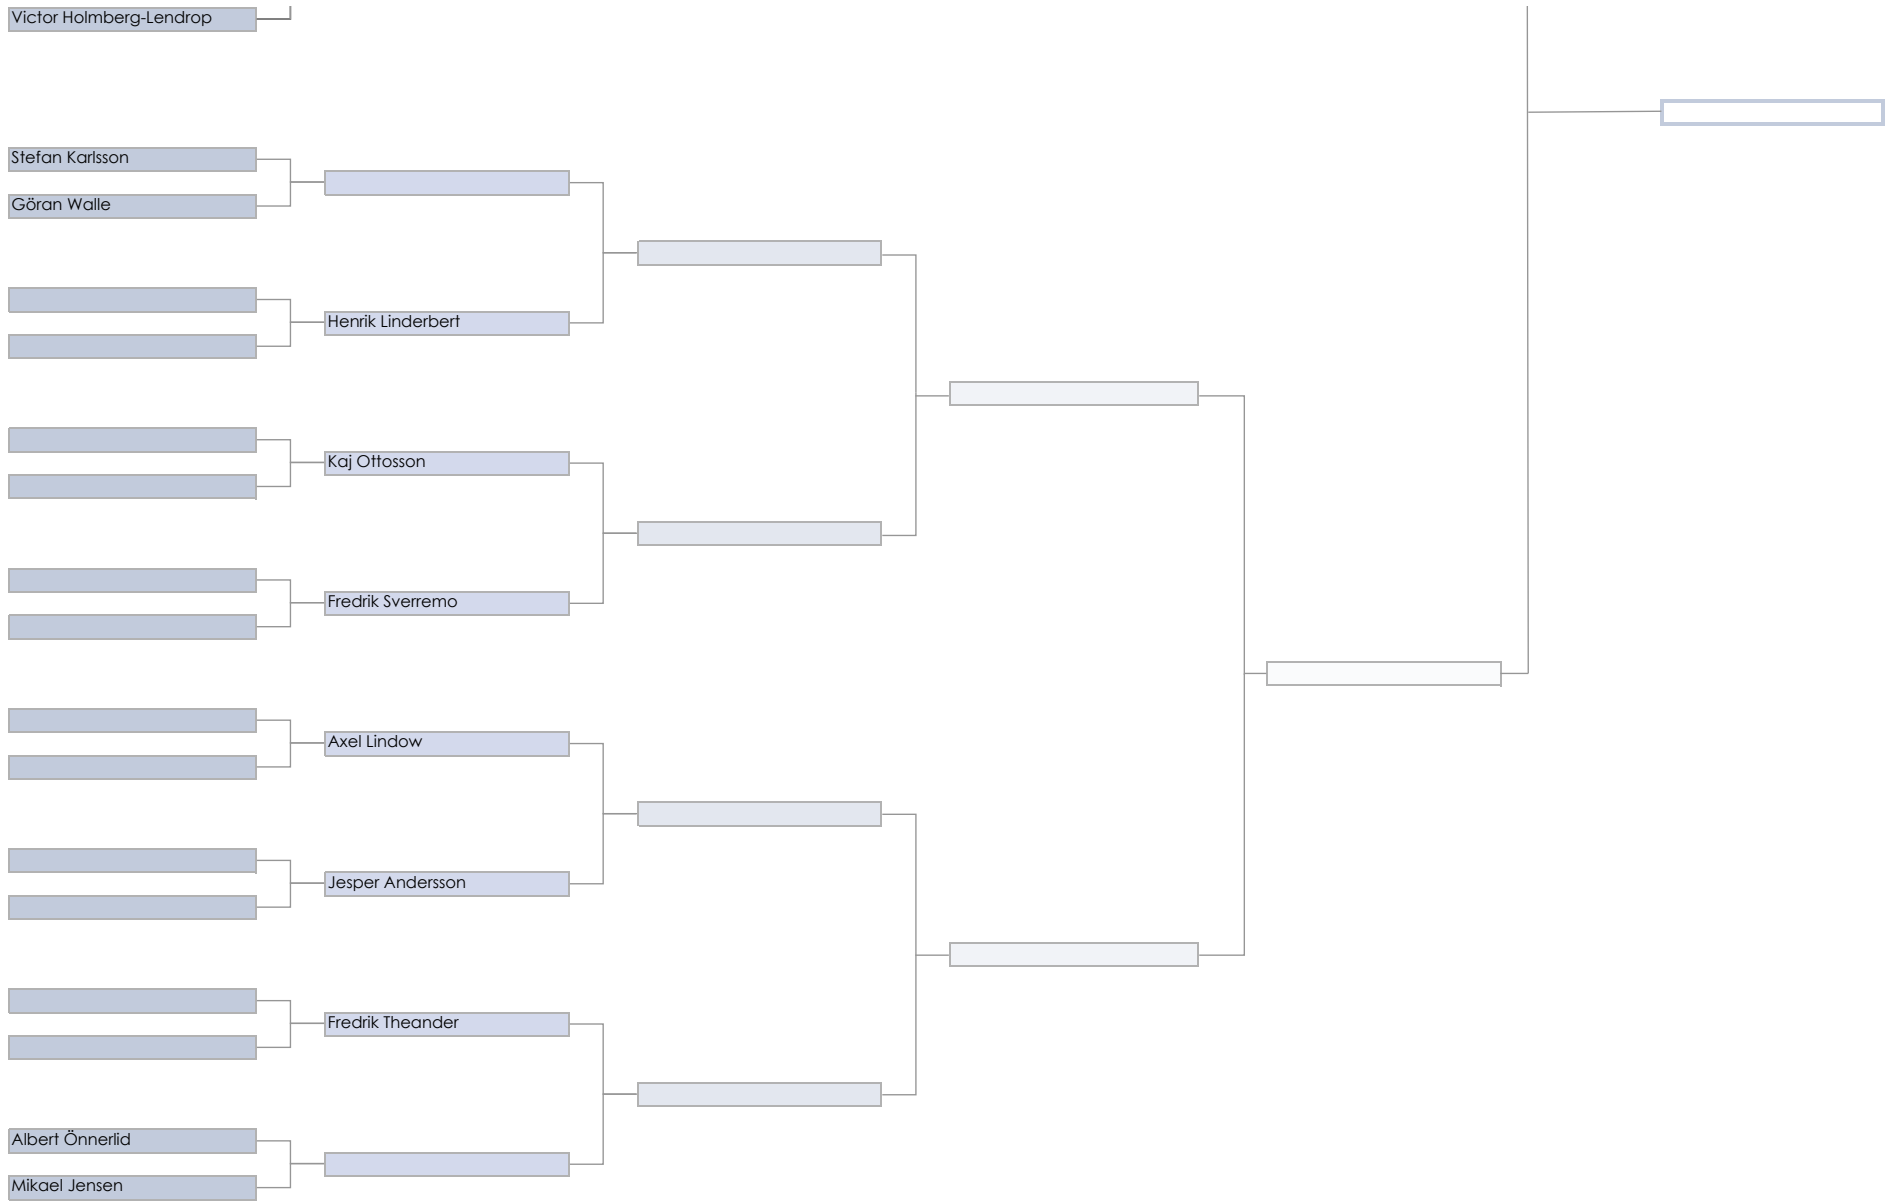 Victor Holmberg-Lendrop
Stefan Karlsson
Göran Walle
Henrik Linderbert
Kaj Ottosson
Fredrik Sverremo
Axel Lindow
Jesper Andersson
Fredrik Theander
Albert Önnerlid
Mikael Jensen